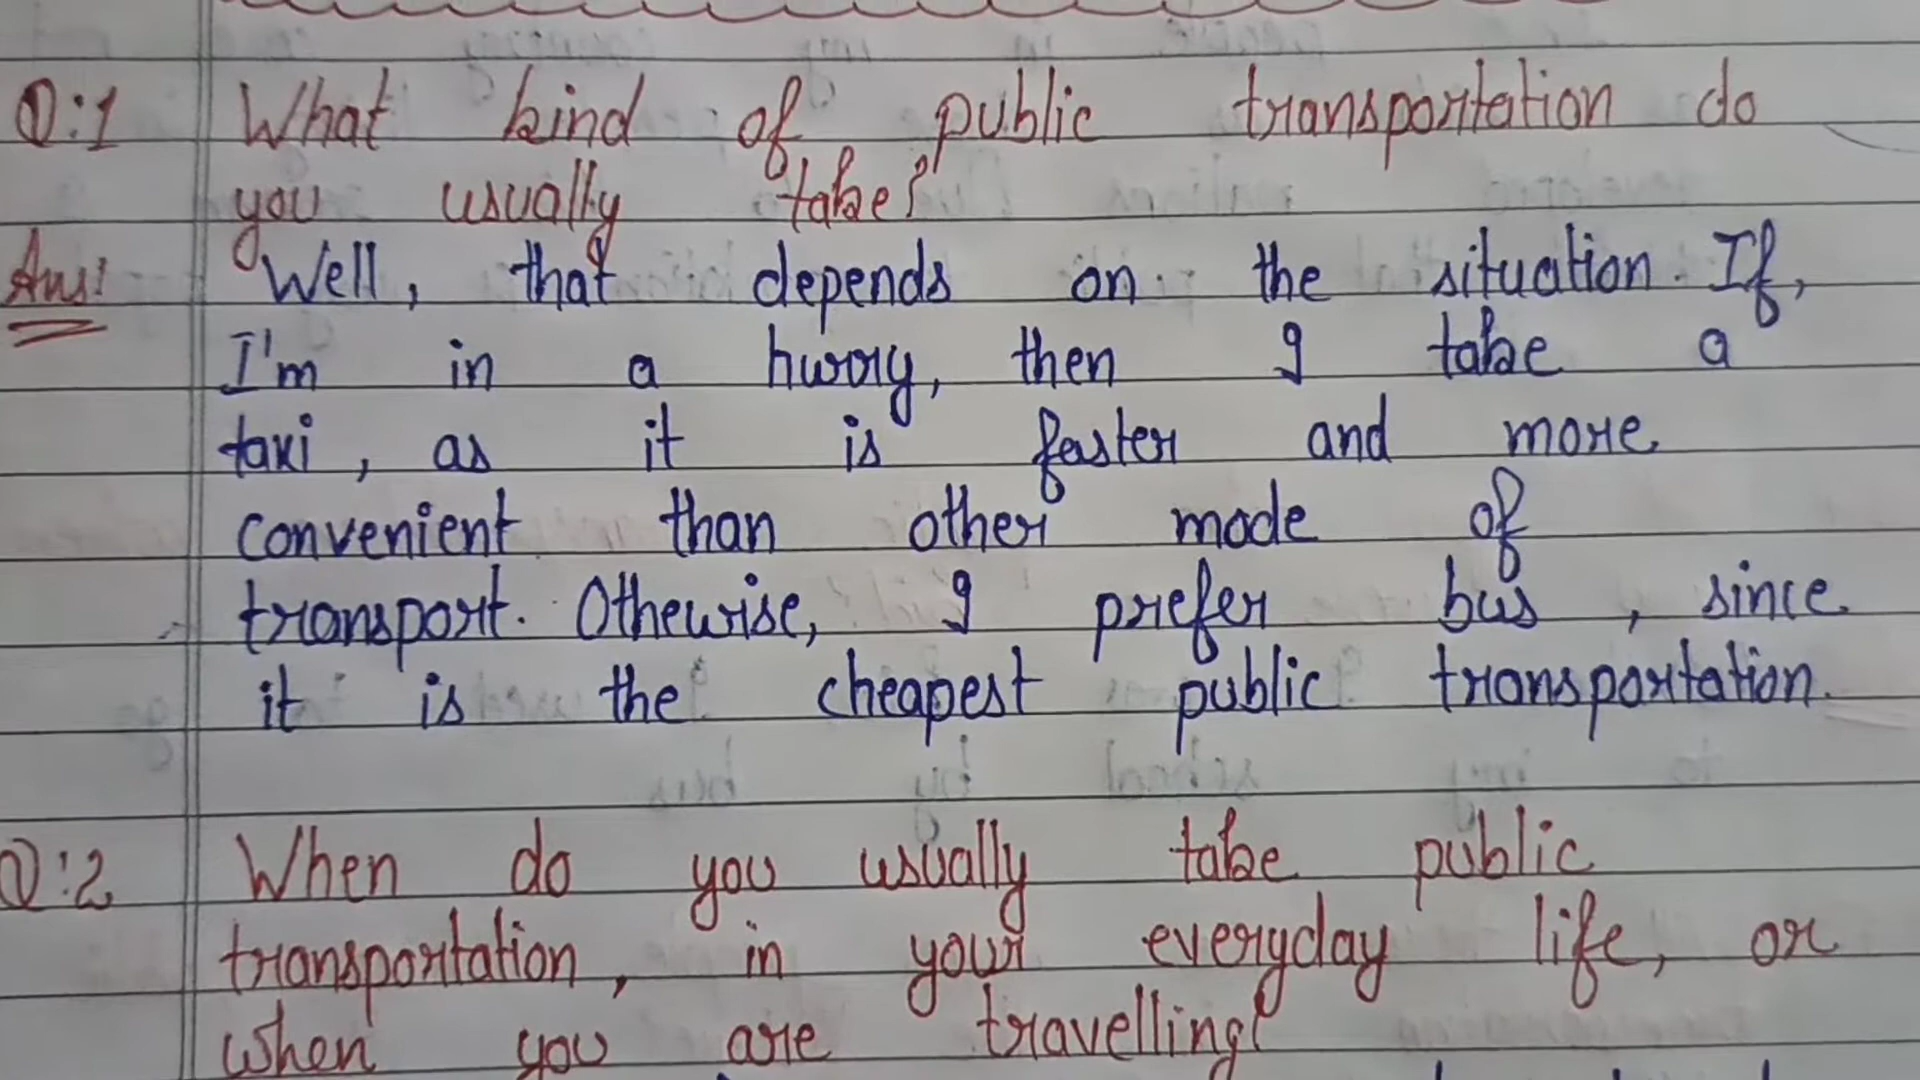 Q:1 What kind of public transportation do
you usually take?
Ans: Well, that depends on the situation. If,
I'm in a hurry, then I take a
taxi, as it is faster and more
convenient than other mode of
transport. Othewrise, I prefer bus, since
it is the cheapest public transportation.
Q:2 When do you usually take public
transportation, in your everyday life, or
when you are travelling?